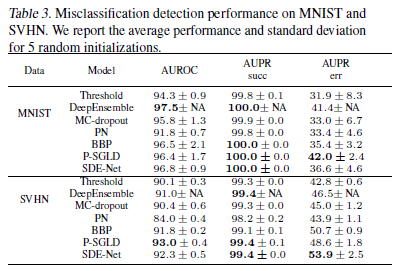 Table 3. Misclassification detection performance on MNIST and
SVHN. We report the average performance and standard deviation
for 5 random initializations.
Data Model AUROC AUPR succ AUPR err
MNIST
Threshold 94.3 ± 0.9 99.8 ± 0.1 31.9 ± 8.3
DeepEnsemble 97.5± NA 100.0± NA 41.4± NA
MC-dropout 95.8 ± 1.3 99.9 ± 0.0 33.0 ± 6.7
PN 91.8 ± 0.7 99.8 ± 0.0 33.4 ± 4.6
BBP 96.5 ± 2.1 100.0 ± 0.0 35.4 ± 3.2
P-SGLD 96.4 ± 1.7 100.0 ± 0.0 42.0 ± 2.4
SDE-Net 96.8 ± 0.9 100.0 ± 0.0 36.6 ± 4.6
SVHN
Threshold 90.1 ± 0.3 99.3 ± 0.0 42.8 ± 0.6
DeepEnsemble 91.0± NA 99.4± NA 46.5± NA
MC-dropout 90.4 ± 0.6 99.3 ± 0.0 45.0 ± 1.2
PN 84.0 ± 0.4 98.2 ± 0.2 43.9 ± 1.1
BBP 91.8 ± 0.2 99.1 ± 0.1 50.7 ± 0.9
P-SGLD 93.0 ± 0.4 99.4 ± 0.1 48.6 ± 1.8
SDE-Net 92.3 ± 0.5 99.4 ± 0.0 53.9 ± 2.5